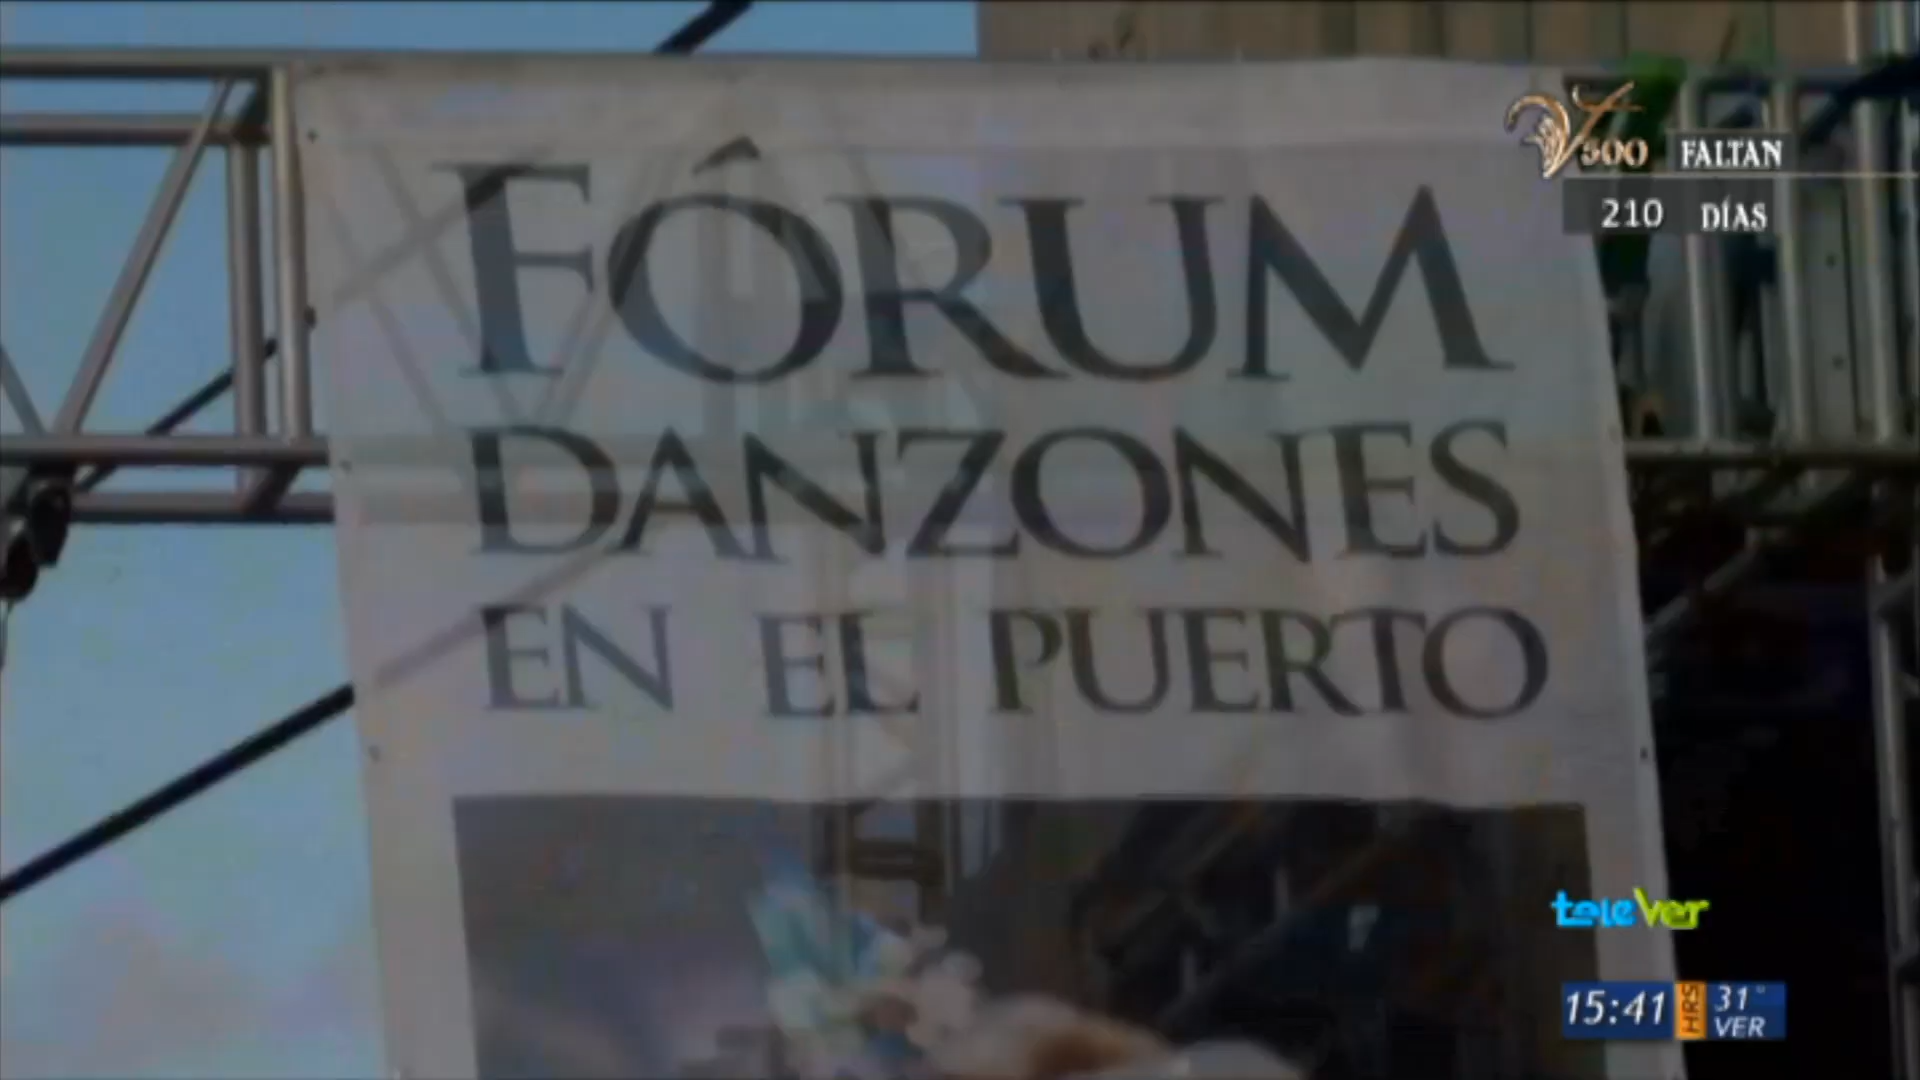 FÓRUM
DANZONES
EN EL PUERTO
V500 FALTAN
210 DÍAS
teleVer
15:41 HRS 31° VER